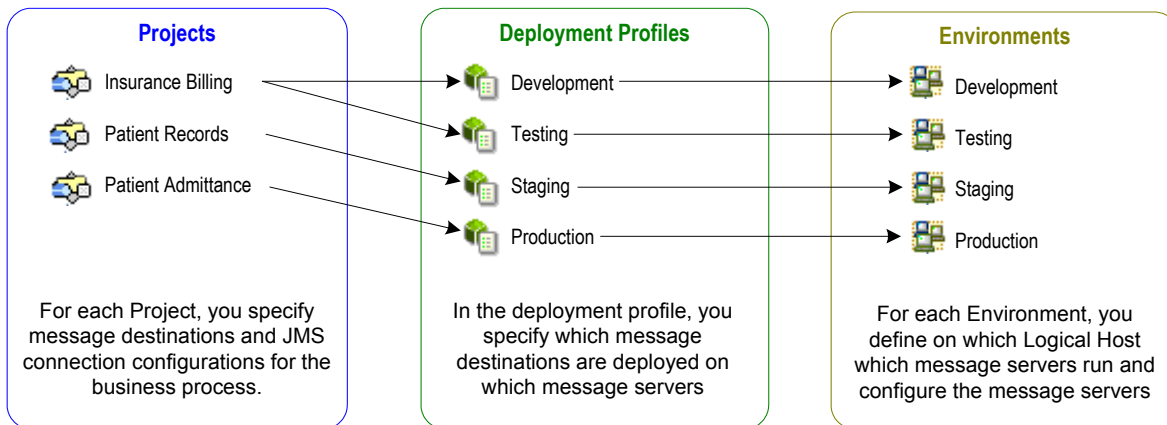 Projects
Insurance Billing
Patient Records
Patient Admittance
For each Project, you specify
message destinations and JMS
connection configurations for the
business process.
Deployment Profiles
Development
Testing
Staging
Production
In the deployment profile, you
specify which message
destinations are deployed on
which message servers
Environments
Development
Testing
Staging
Production
For each Environment, you
define on which Logical Host
which message servers run and
configure the message servers